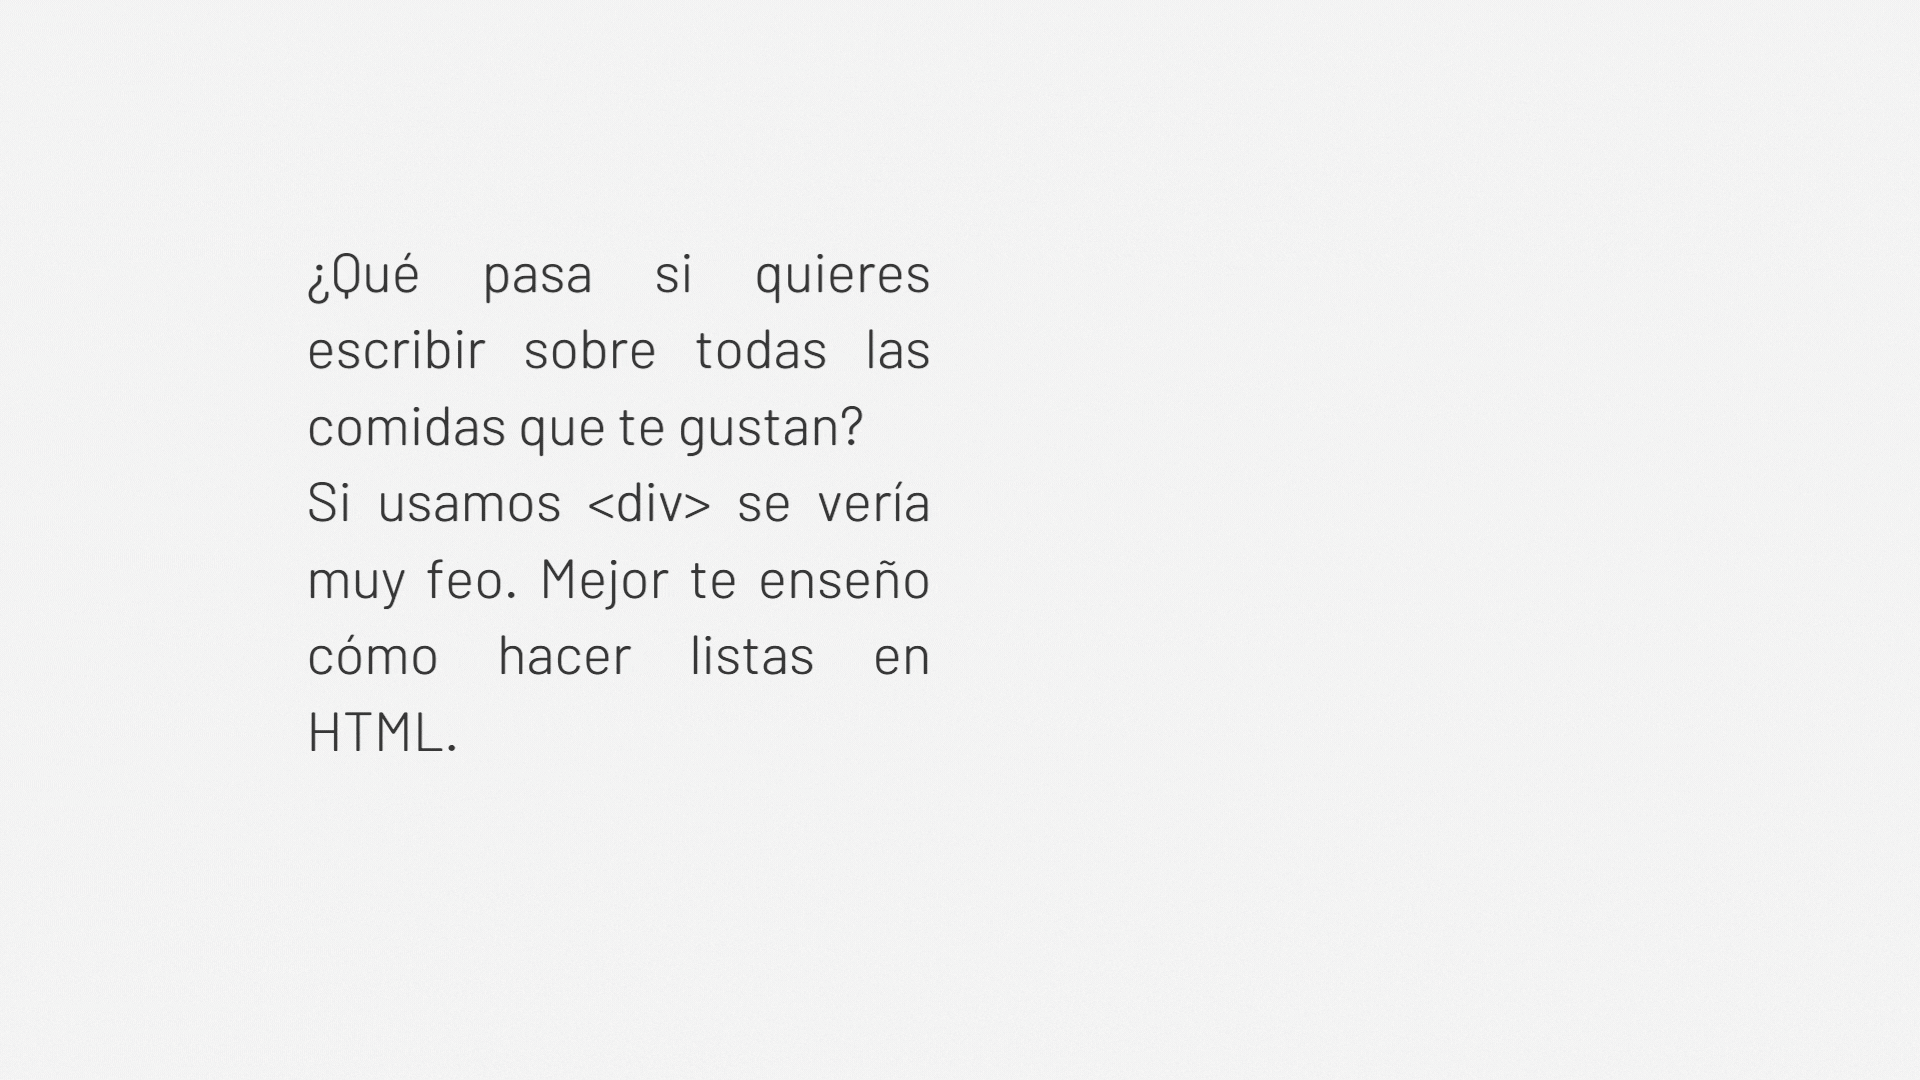 ¿Qué pasa si quieres
escribir sobre todas las
comidas que te gustan?
Si usamos <div> se vería
muy feo. Mejor te enseño
cómo hacer listas en
HTML.